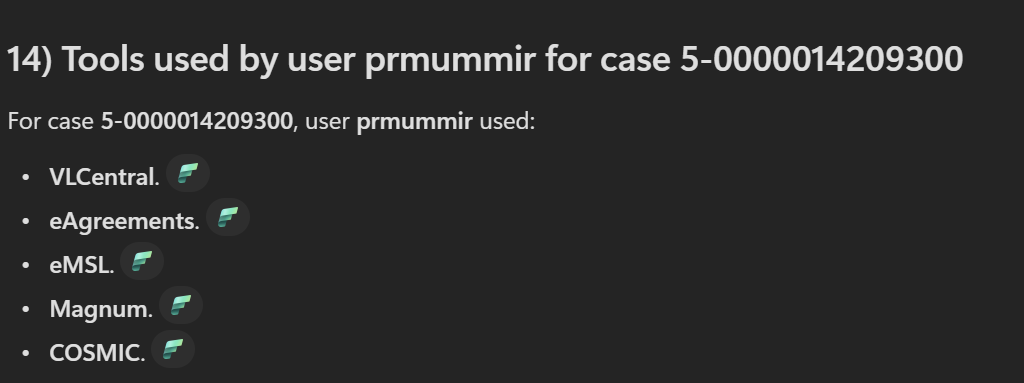 14) Tools used by user prmummir for case 5-0000014209300
For case 5-0000014209300, user prmummir used:
• VLCentral.
• eAgreements.
• eMSL.
• Magnum.
• COSMIC.